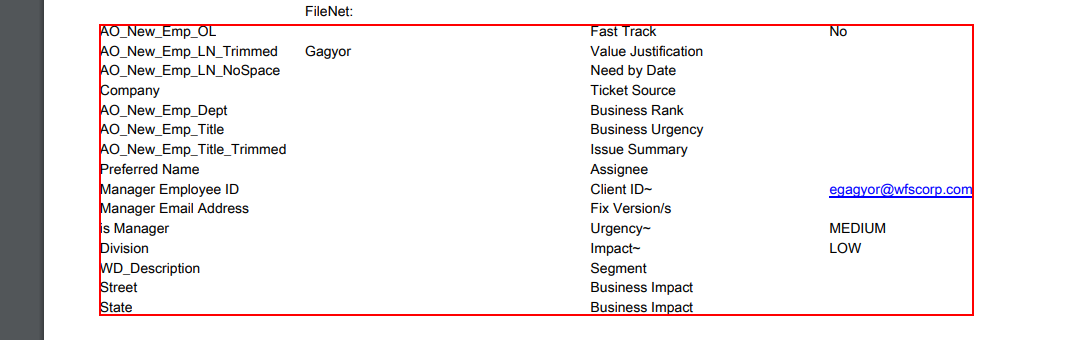 FileNet:
AO_New_Emp_OL Fast Track No
AO_New_Emp_LN_Trimmed Gagyor Value Justification
AO_New_Emp_LN_NoSpace Need by Date
Company Ticket Source
AO_New_Emp_Dept Business Rank
AO_New_Emp_Title Business Urgency
AO_New_Emp_Title_Trimmed Issue Summary
Preferred Name Assignee
Manager Employee ID Client ID~ egagyor@wfscorp.com
Manager Email Address Fix Version/s
is Manager Urgency~ MEDIUM
Division Impact~ LOW
WD_Description Segment
Street Business Impact
State Business Impact